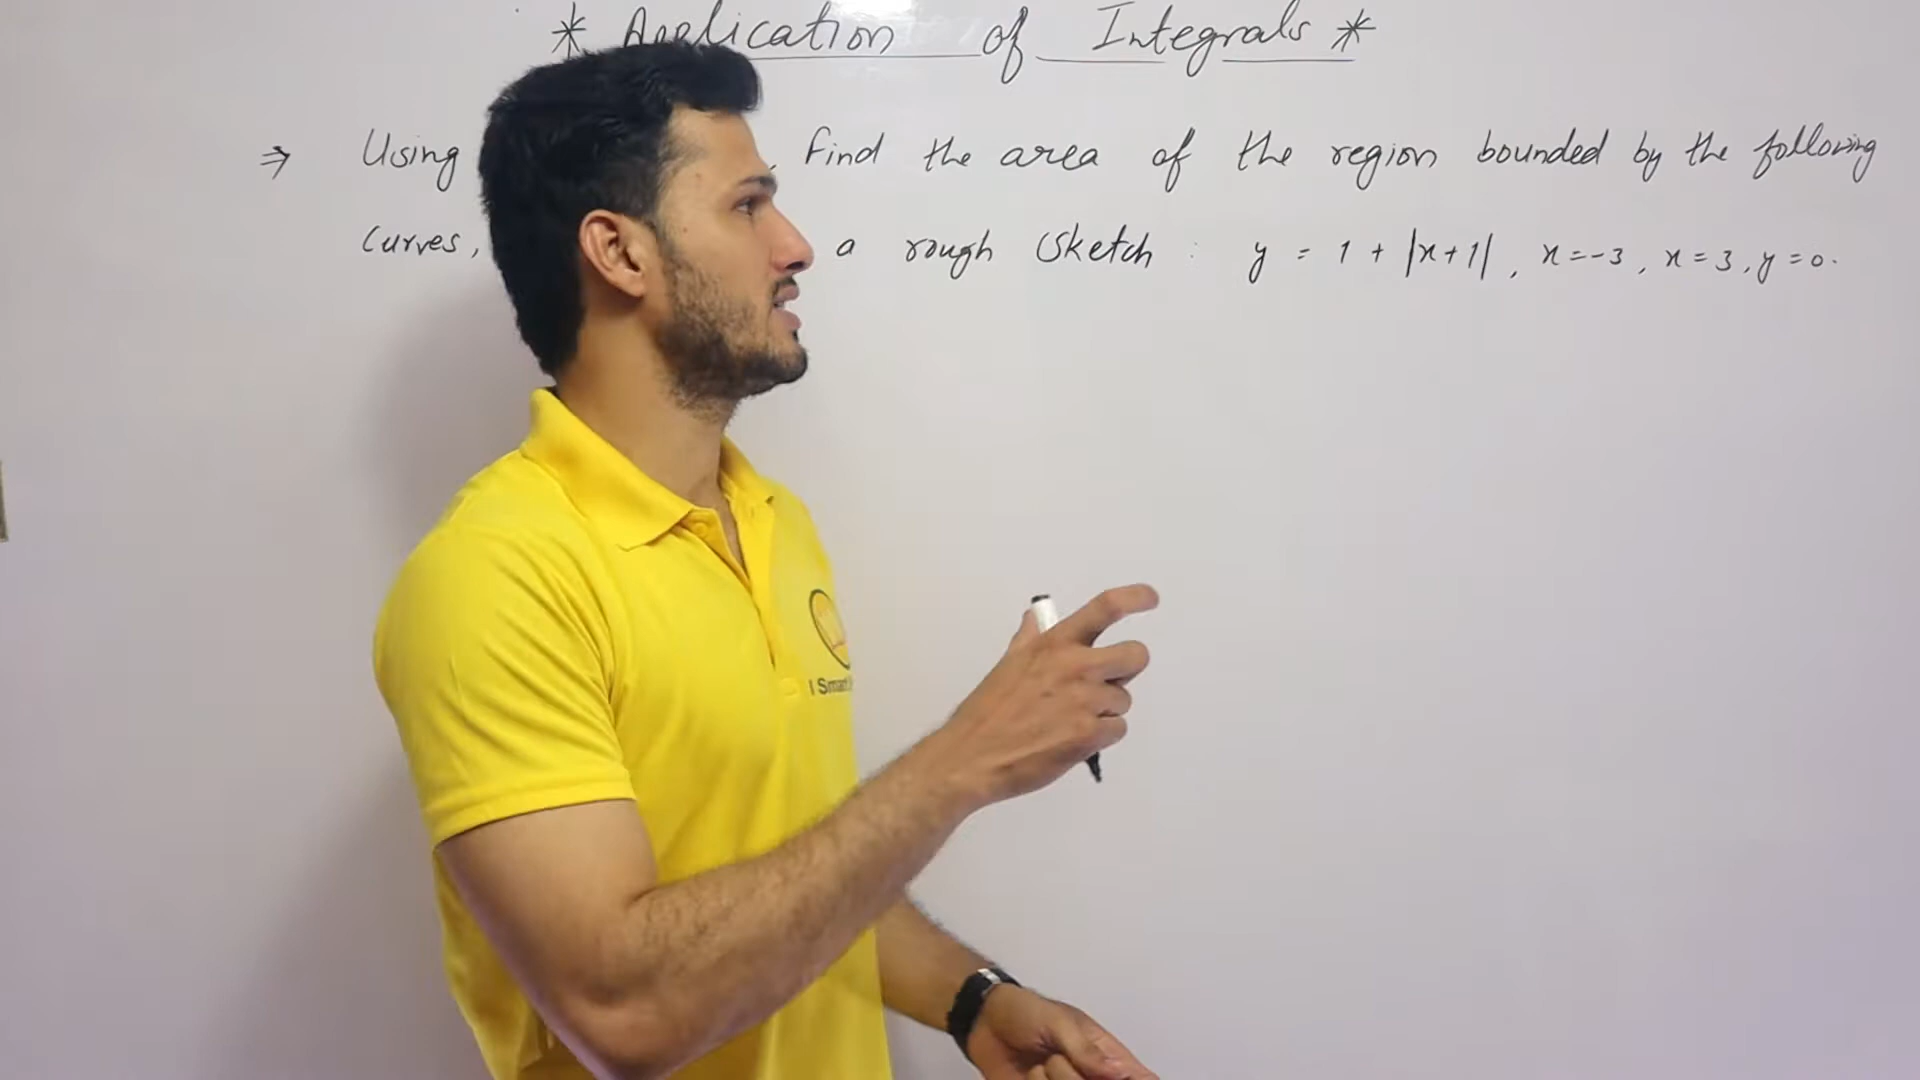 * Application of Integrals *
⇒ Using , Find the area of the region bounded by the following
Curves, a rough Sketch : y = 1 + |x+1| , x=-3 , x=3 , y=0.
I Smart